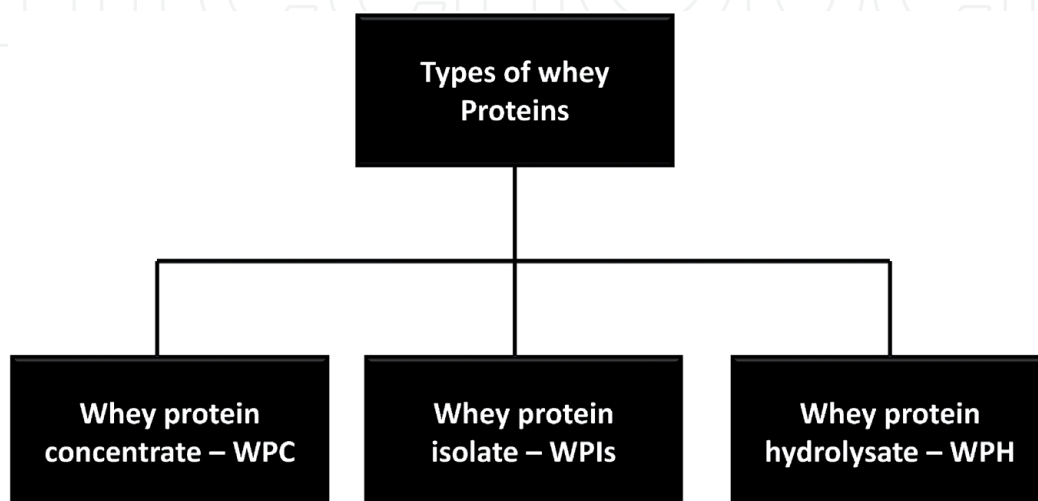 Types of whey
Proteins
Whey protein
concentrate – WPC
Whey protein
isolate – WPIs
Whey protein
hydrolysate – WPH